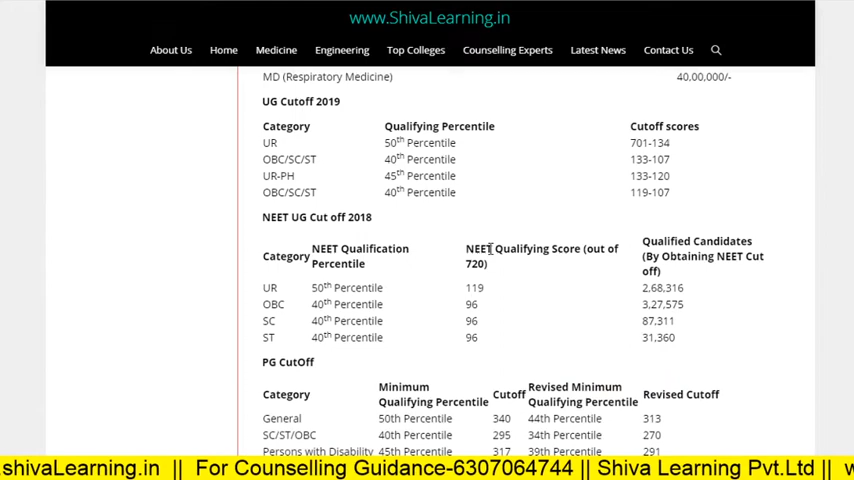 www.ShivaLearning.in
About Us Home Medicine Engineering Top Colleges Counselling Experts Latest News Contact Us
MD (Respiratory Medicine) 40,00,000/-
UG Cutoff 2019
Category Qualifying Percentile Cutoff scores
UR 50th Percentile 701-134
OBC/SC/ST 40th Percentile 133-107
UR-PH 45th Percentile 133-120
OBC/SC/ST 40th Percentile 119-107
NEET UG Cut off 2018
Category NEET Qualification Percentile NEET Qualifying Score (out of 720) Qualified Candidates (By Obtaining NEET Cut off)
UR 50th Percentile 119 2,68,316
OBC 40th Percentile 96 3,27,575
SC 40th Percentile 96 87,311
ST 40th Percentile 96 31,360
PG CutOff
Category Minimum Qualifying Percentile Cutoff Revised Minimum Qualifying Percentile Revised Cutoff
General 50th Percentile 340 44th Percentile 313
SC/ST/OBC 40th Percentile 295 34th Percentile 270
Persons with Disability 45th Percentile 317 39th Percentile 291
.shivaLearning.in || For Counselling Guidance-6307064744 || Shiva Learning Pvt.Ltd || w